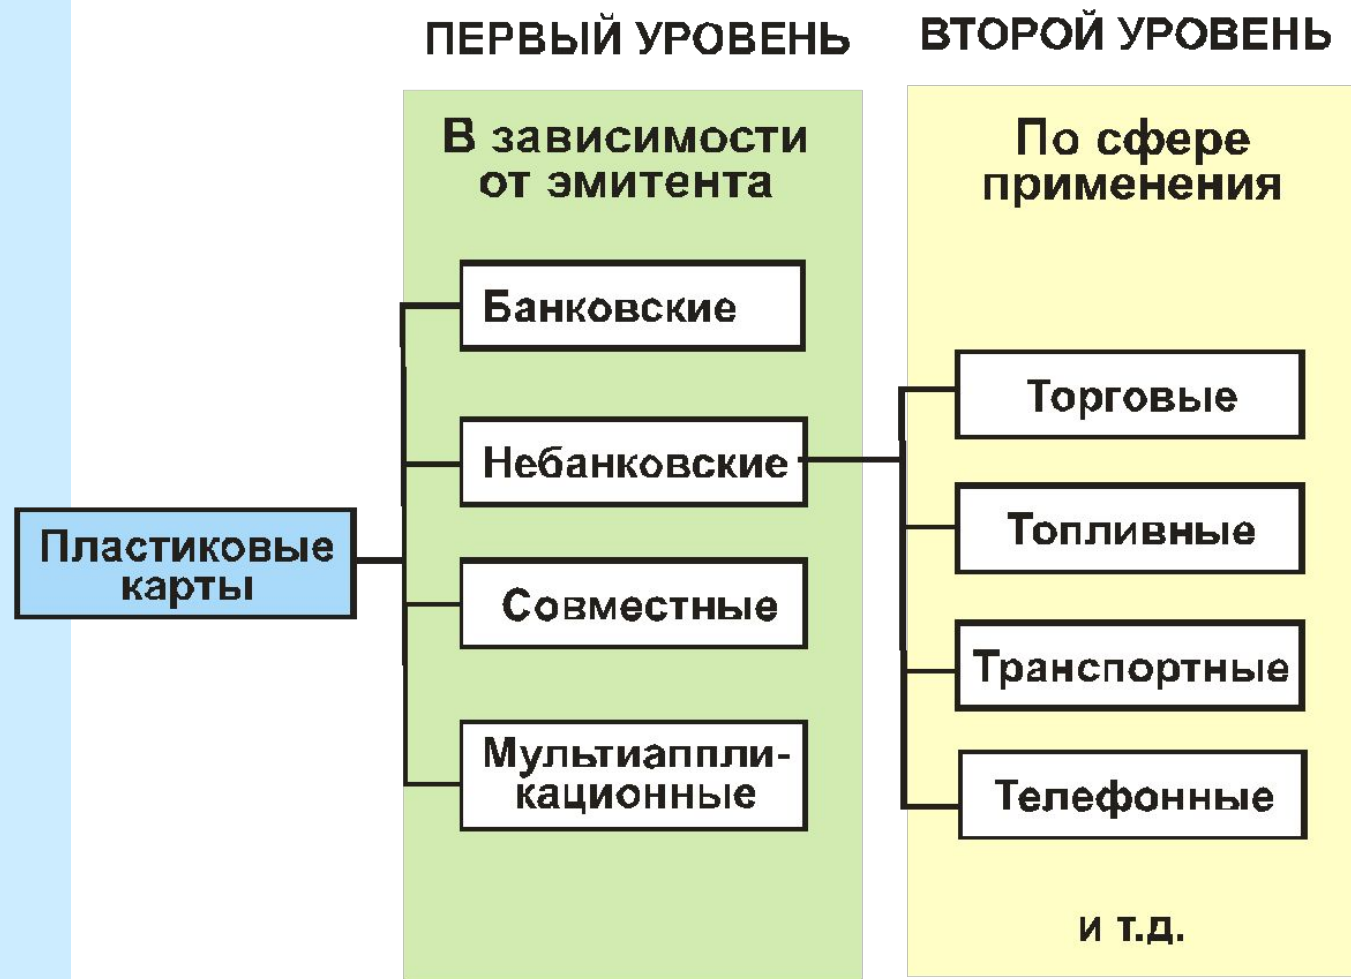 ПЕРВЫЙ УРОВЕНЬ
ВТОРОЙ УРОВЕНЬ
В зависимости
от эмитента
По сфере
применения
Банковские
Небанковские
Совместные
Мультиаппли-
кационные
Пластиковые
карты
Торговые
Топливные
Транспортные
Телефонные
и т.д.